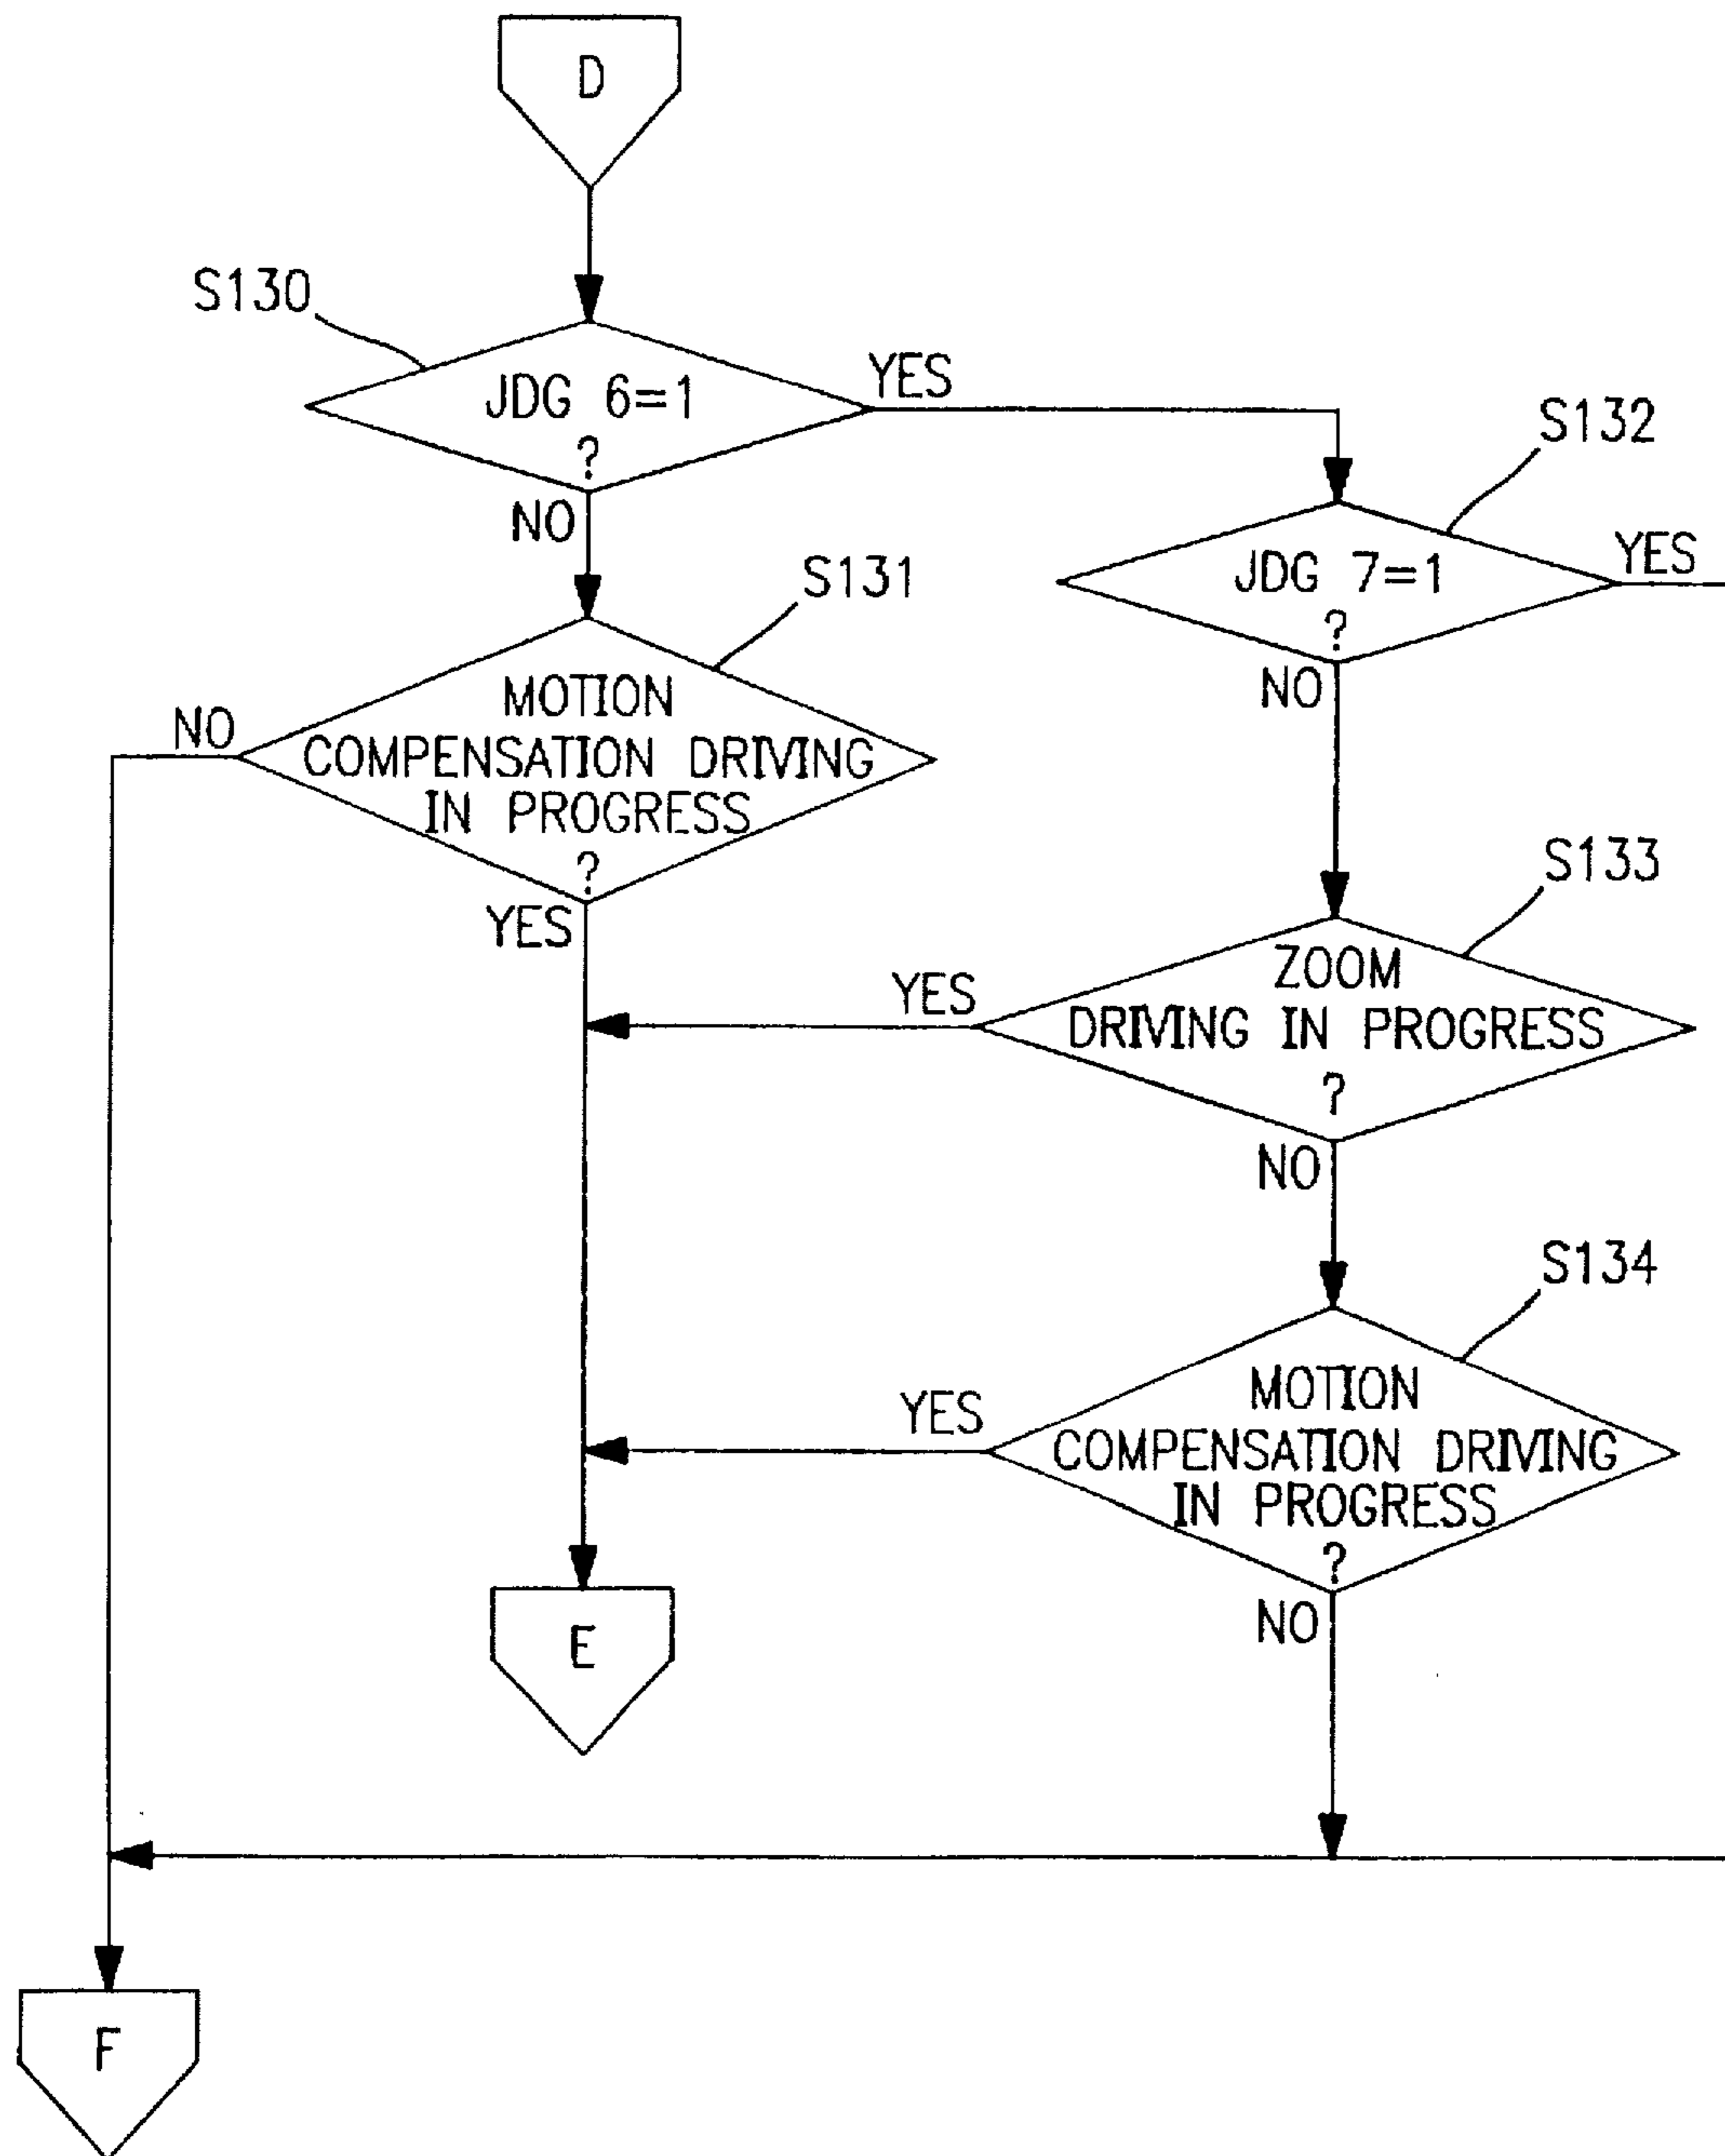 D
S130
JDG 6=1
?
YES
NO
S132
JDG 7=1
?
YES
NO
S131
MOTION
COMPENSATION DRIVING
IN PROGRESS
?
NO
YES
S133
ZOOM
DRIVING IN PROGRESS
?
YES
NO
S134
MOTION
COMPENSATION DRIVING
IN PROGRESS
?
YES
NO
E
F